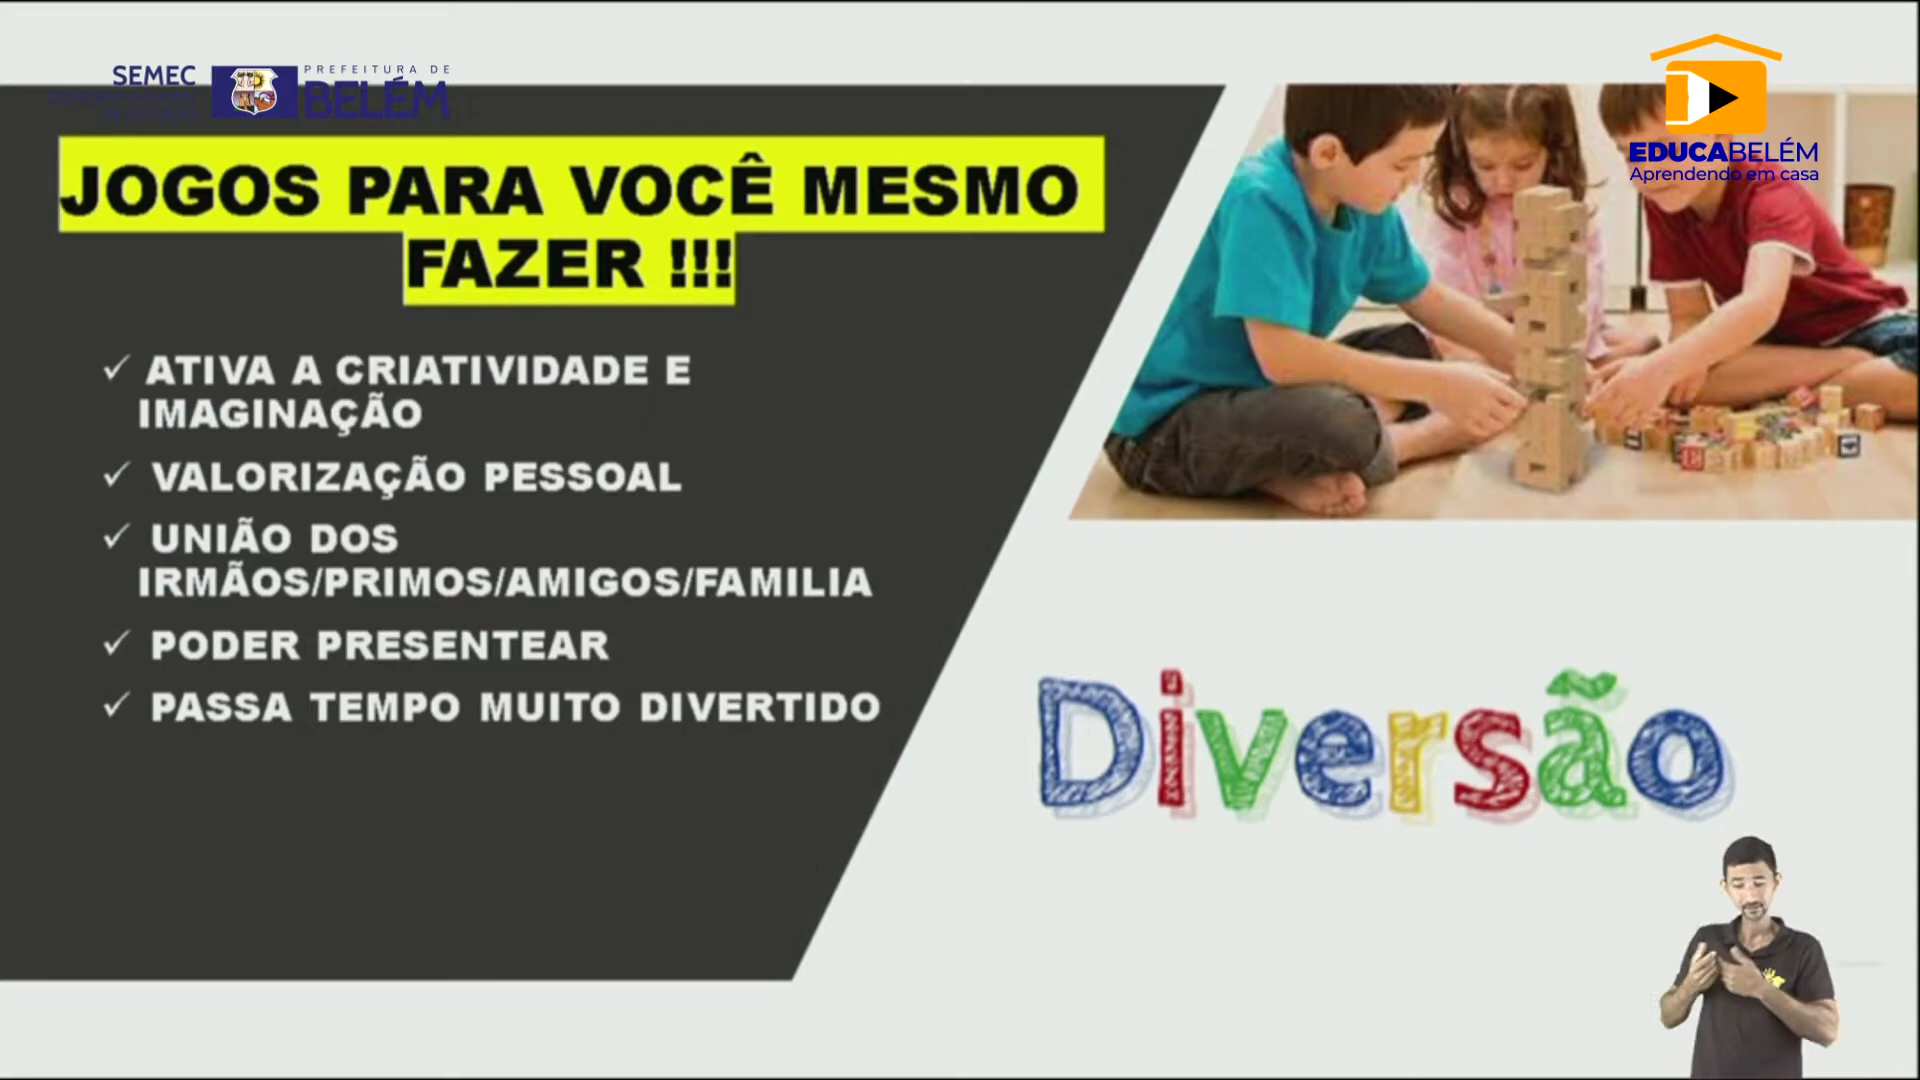 SEMEC
PREFEITURA DE
BELÉM
EDUCABELÉM
Aprendendo em casa
JOGOS PARA VOCÊ MESMO
FAZER !!!
✓ ATIVA A CRIATIVIDADE E
IMAGINAÇÃO
✓ VALORIZAÇÃO PESSOAL
✓ UNIÃO DOS
IRMÃOS/PRIMOS/AMIGOS/FAMILIA
✓ PODER PRESENTEAR
✓ PASSA TEMPO MUITO DIVERTIDO
Diversão